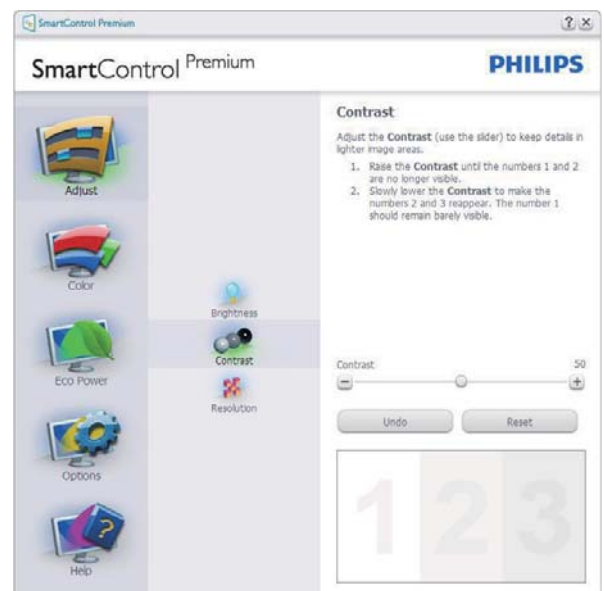 SmartControl Premium
? ×
SmartControl Premium
PHILIPS
Adjust
Color
Eco Power
Options
Help
Brightness
Contrast
Resolution
Contrast
Adjust the Contrast (use the slider) to keep details in
lighter image areas.
1. Raise the Contrast until the numbers 1 and 2
are no longer visible.
2. Slowly lower the Contrast to make the
numbers 2 and 3 reappear. The number 1
should remain barely visible.
Contrast 50
Undo Reset
1 2 3